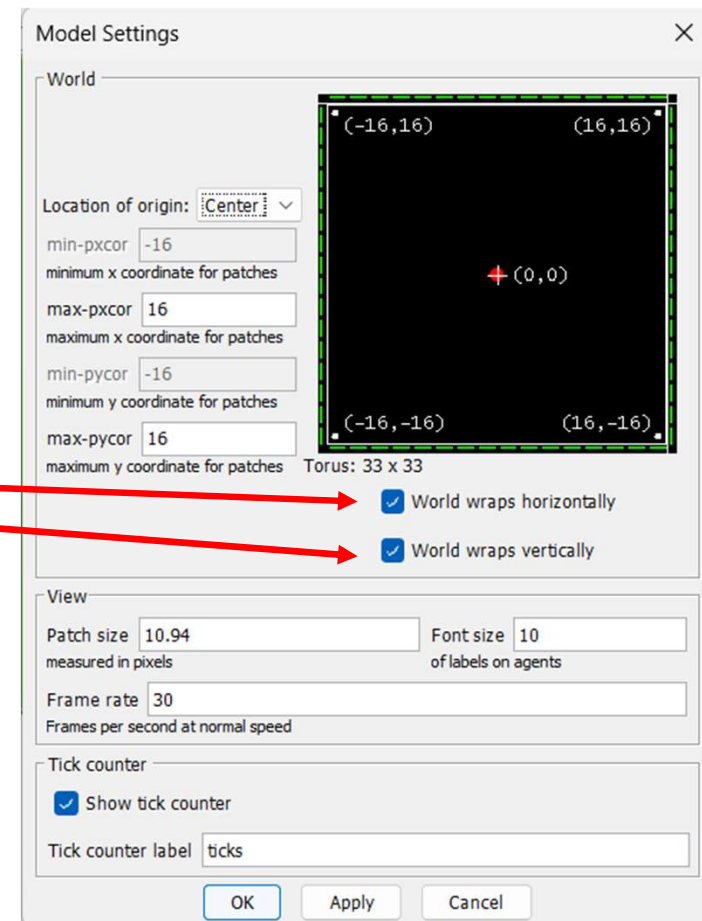 Model Settings
World
(-16,16) (16,16)
Location of origin: Center
min-pxcor -16
minimum x coordinate for patches
(0,0)
max-pxcor 16
maximum x coordinate for patches
min-pycor -16
minimum y coordinate for patches
(-16,-16) (16,-16)
max-pycor 16
maximum y coordinate for patches Torus: 33 x 33
World wraps horizontally
World wraps vertically
View
Patch size 10.94 Font size 10
measured in pixels of labels on agents
Frame rate 30
Frames per second at normal speed
Tick counter
Show tick counter
Tick counter label ticks
OK Apply Cancel